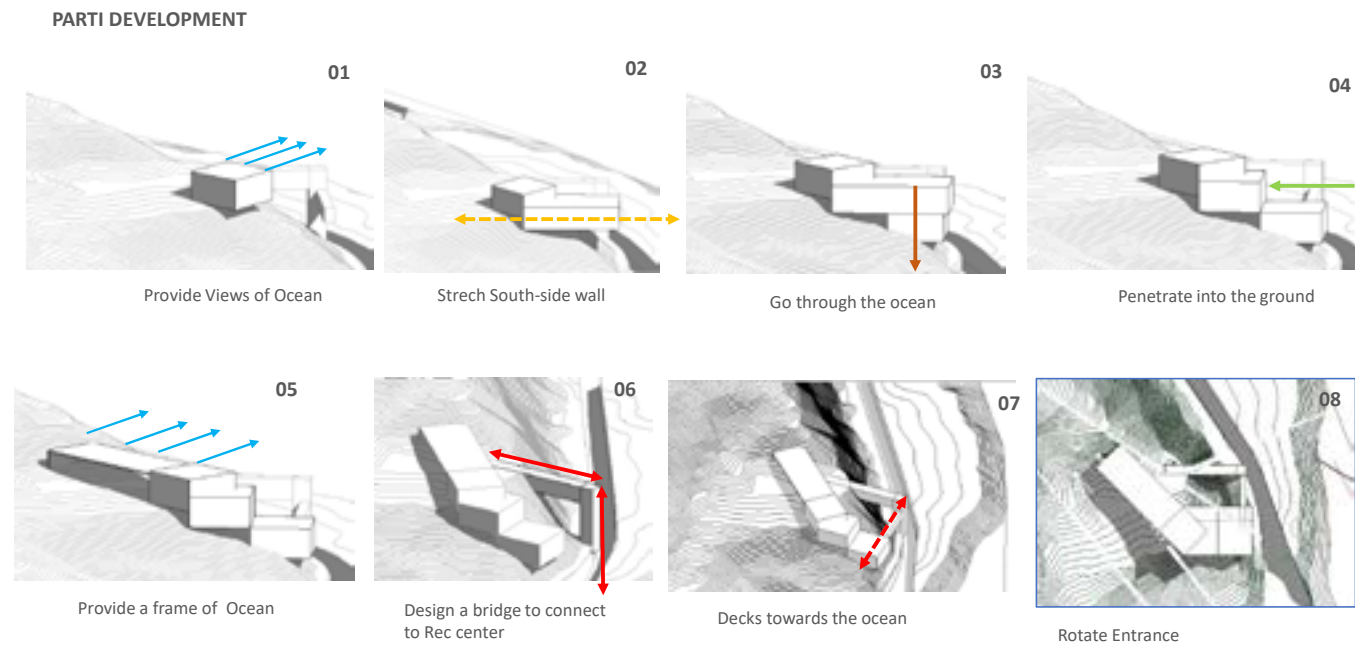 PARTI DEVELOPMENT
01
02
03
04
Provide Views of Ocean
Strech South-side wall
Go through the ocean
Penetrate into the ground
05
06
07
08
Provide a frame of Ocean
Design a bridge to connect
to Rec center
Decks towards the ocean
Rotate Entrance